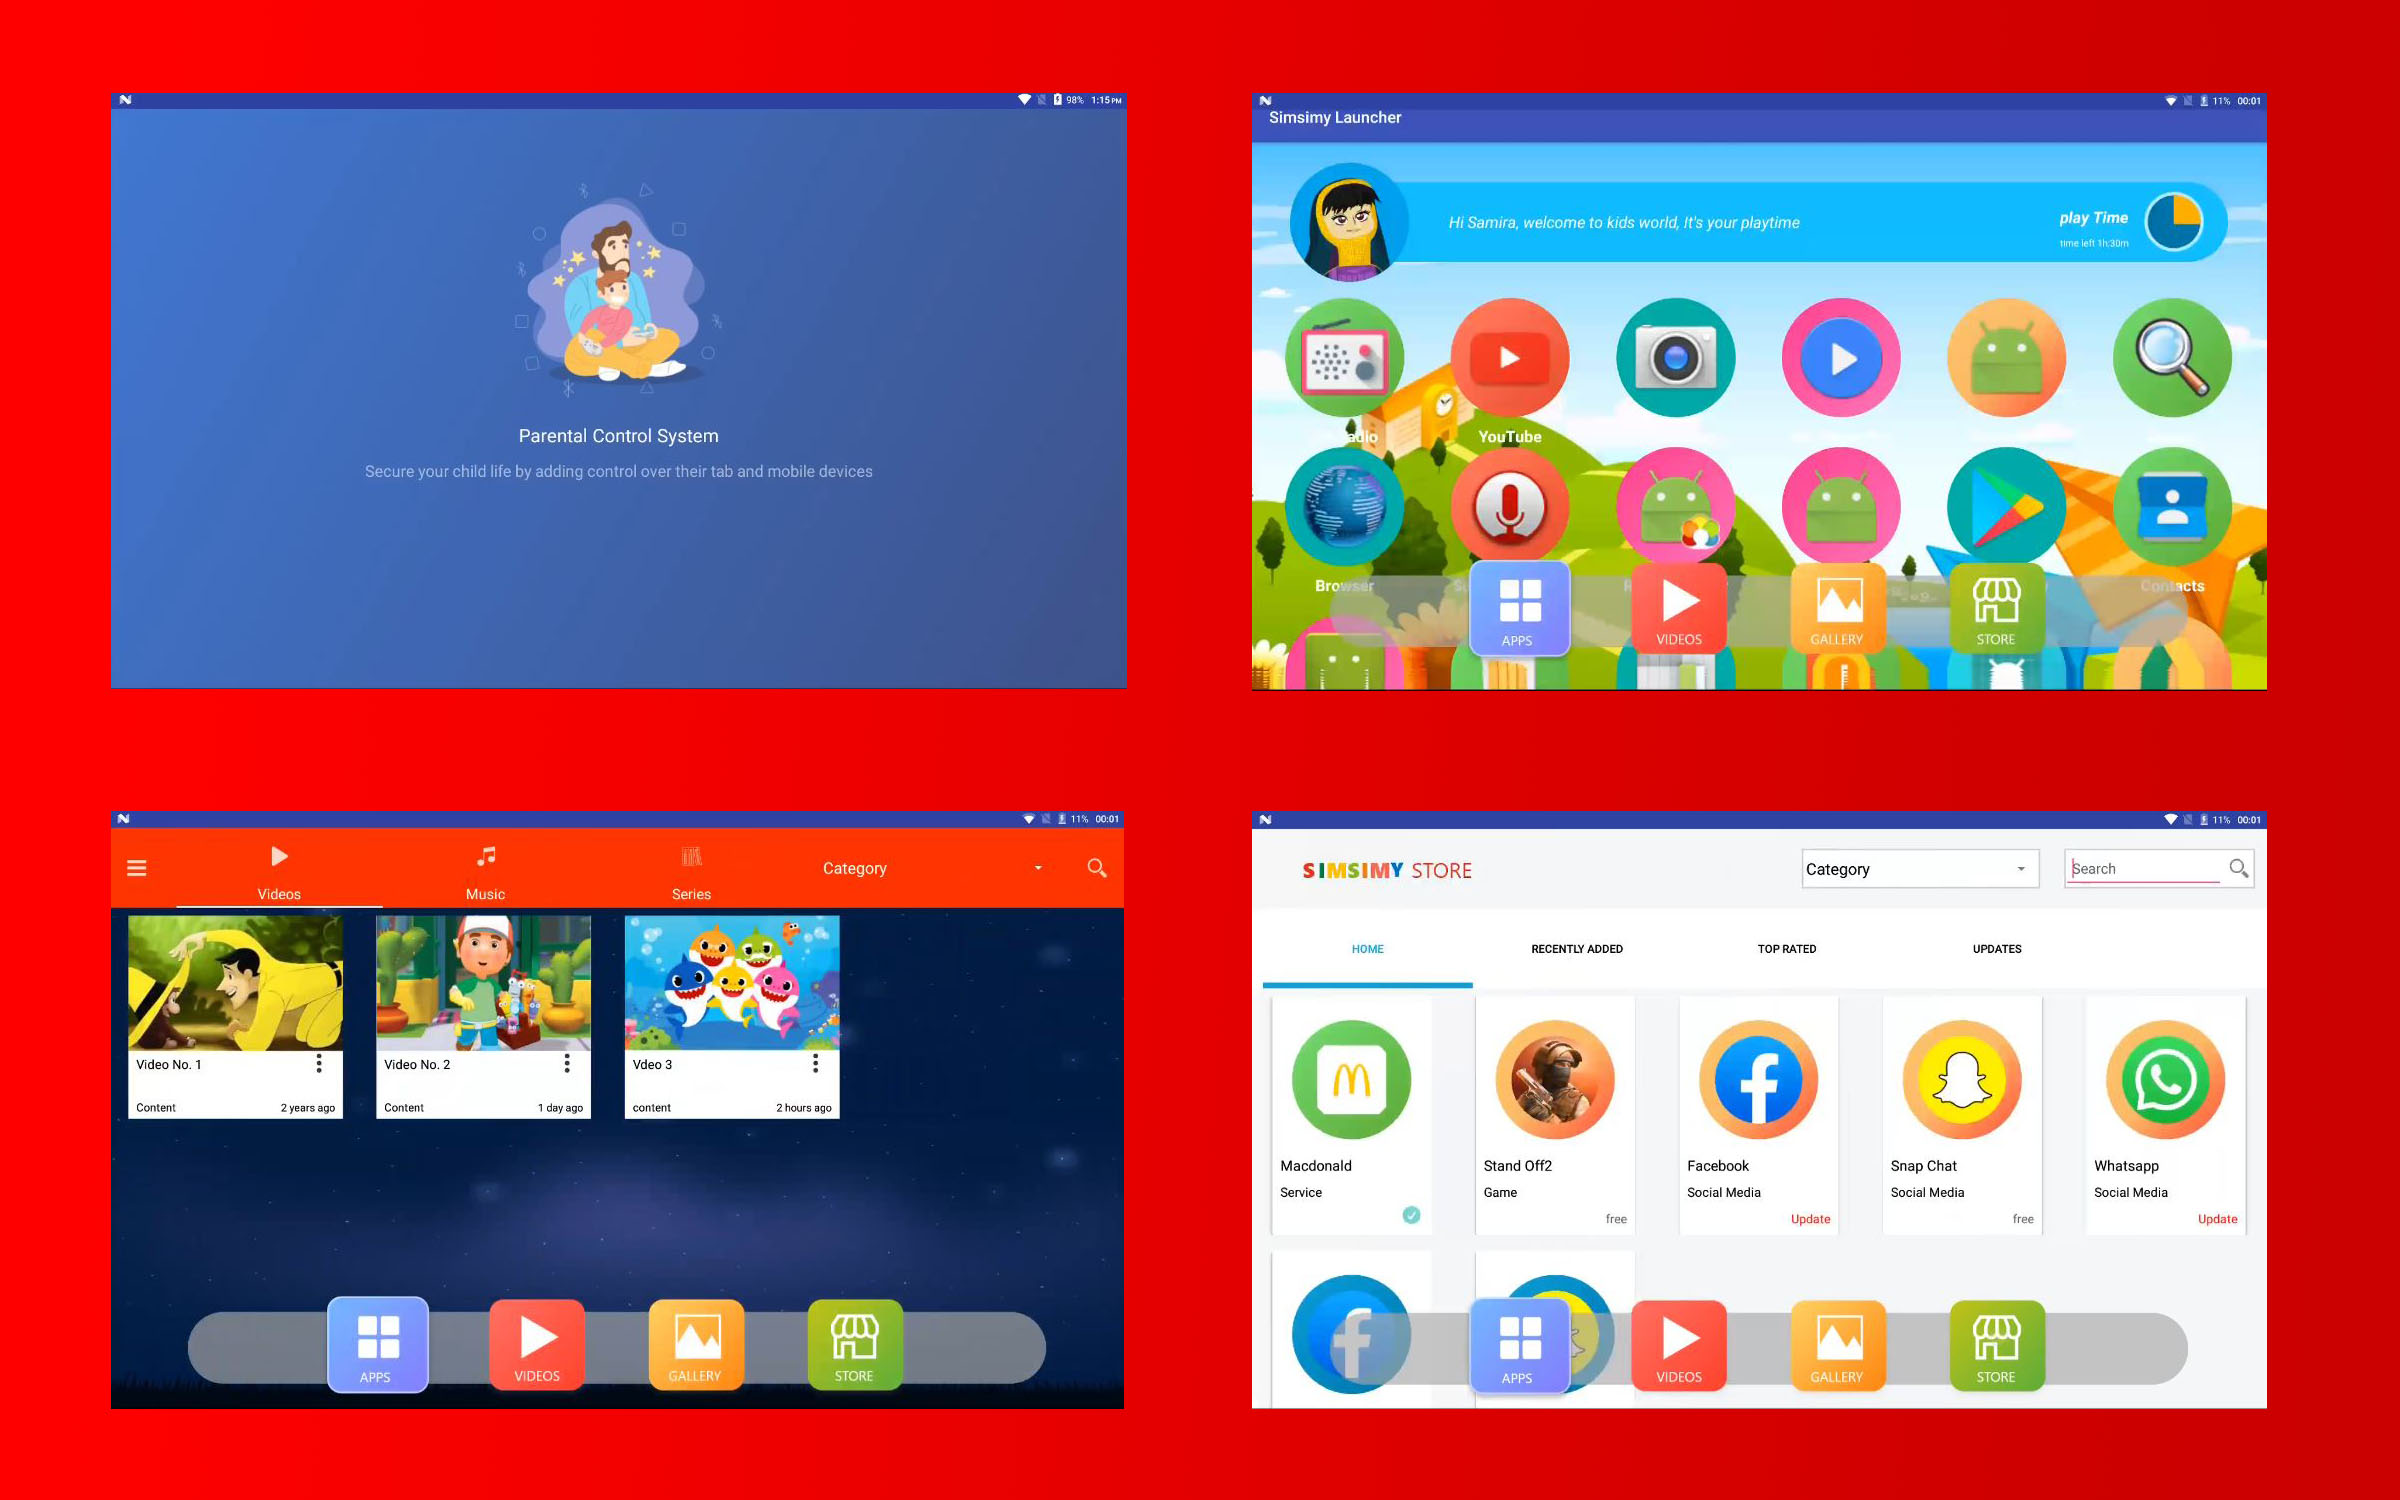 98% 1:15 PM
Parental Control System
Secure your child life by adding control over their tab and mobile devices
11% 00:01
Simsimy Launcher
Hi Samira, welcome to kids world, It's your playtime
play Time
time left 1h:30m
YouTube
Browser
Contacts
APPS VIDEOS GALLERY STORE
11% 00:01
Videos Music Series Category
Video No. 1 Video No. 2 Vdeo 3
Content 2 years ago Content 1 day ago content 2 hours ago
APPS VIDEOS GALLERY STORE
11% 00:01
SIMSIMY STORE Category Search
HOME RECENTLY ADDED TOP RATED UPDATES
Macdonald Stand Off2 Facebook Snap Chat Whatsapp
Service Game Social Media Social Media Social Media
free Update free Update
APPS VIDEOS GALLERY STORE